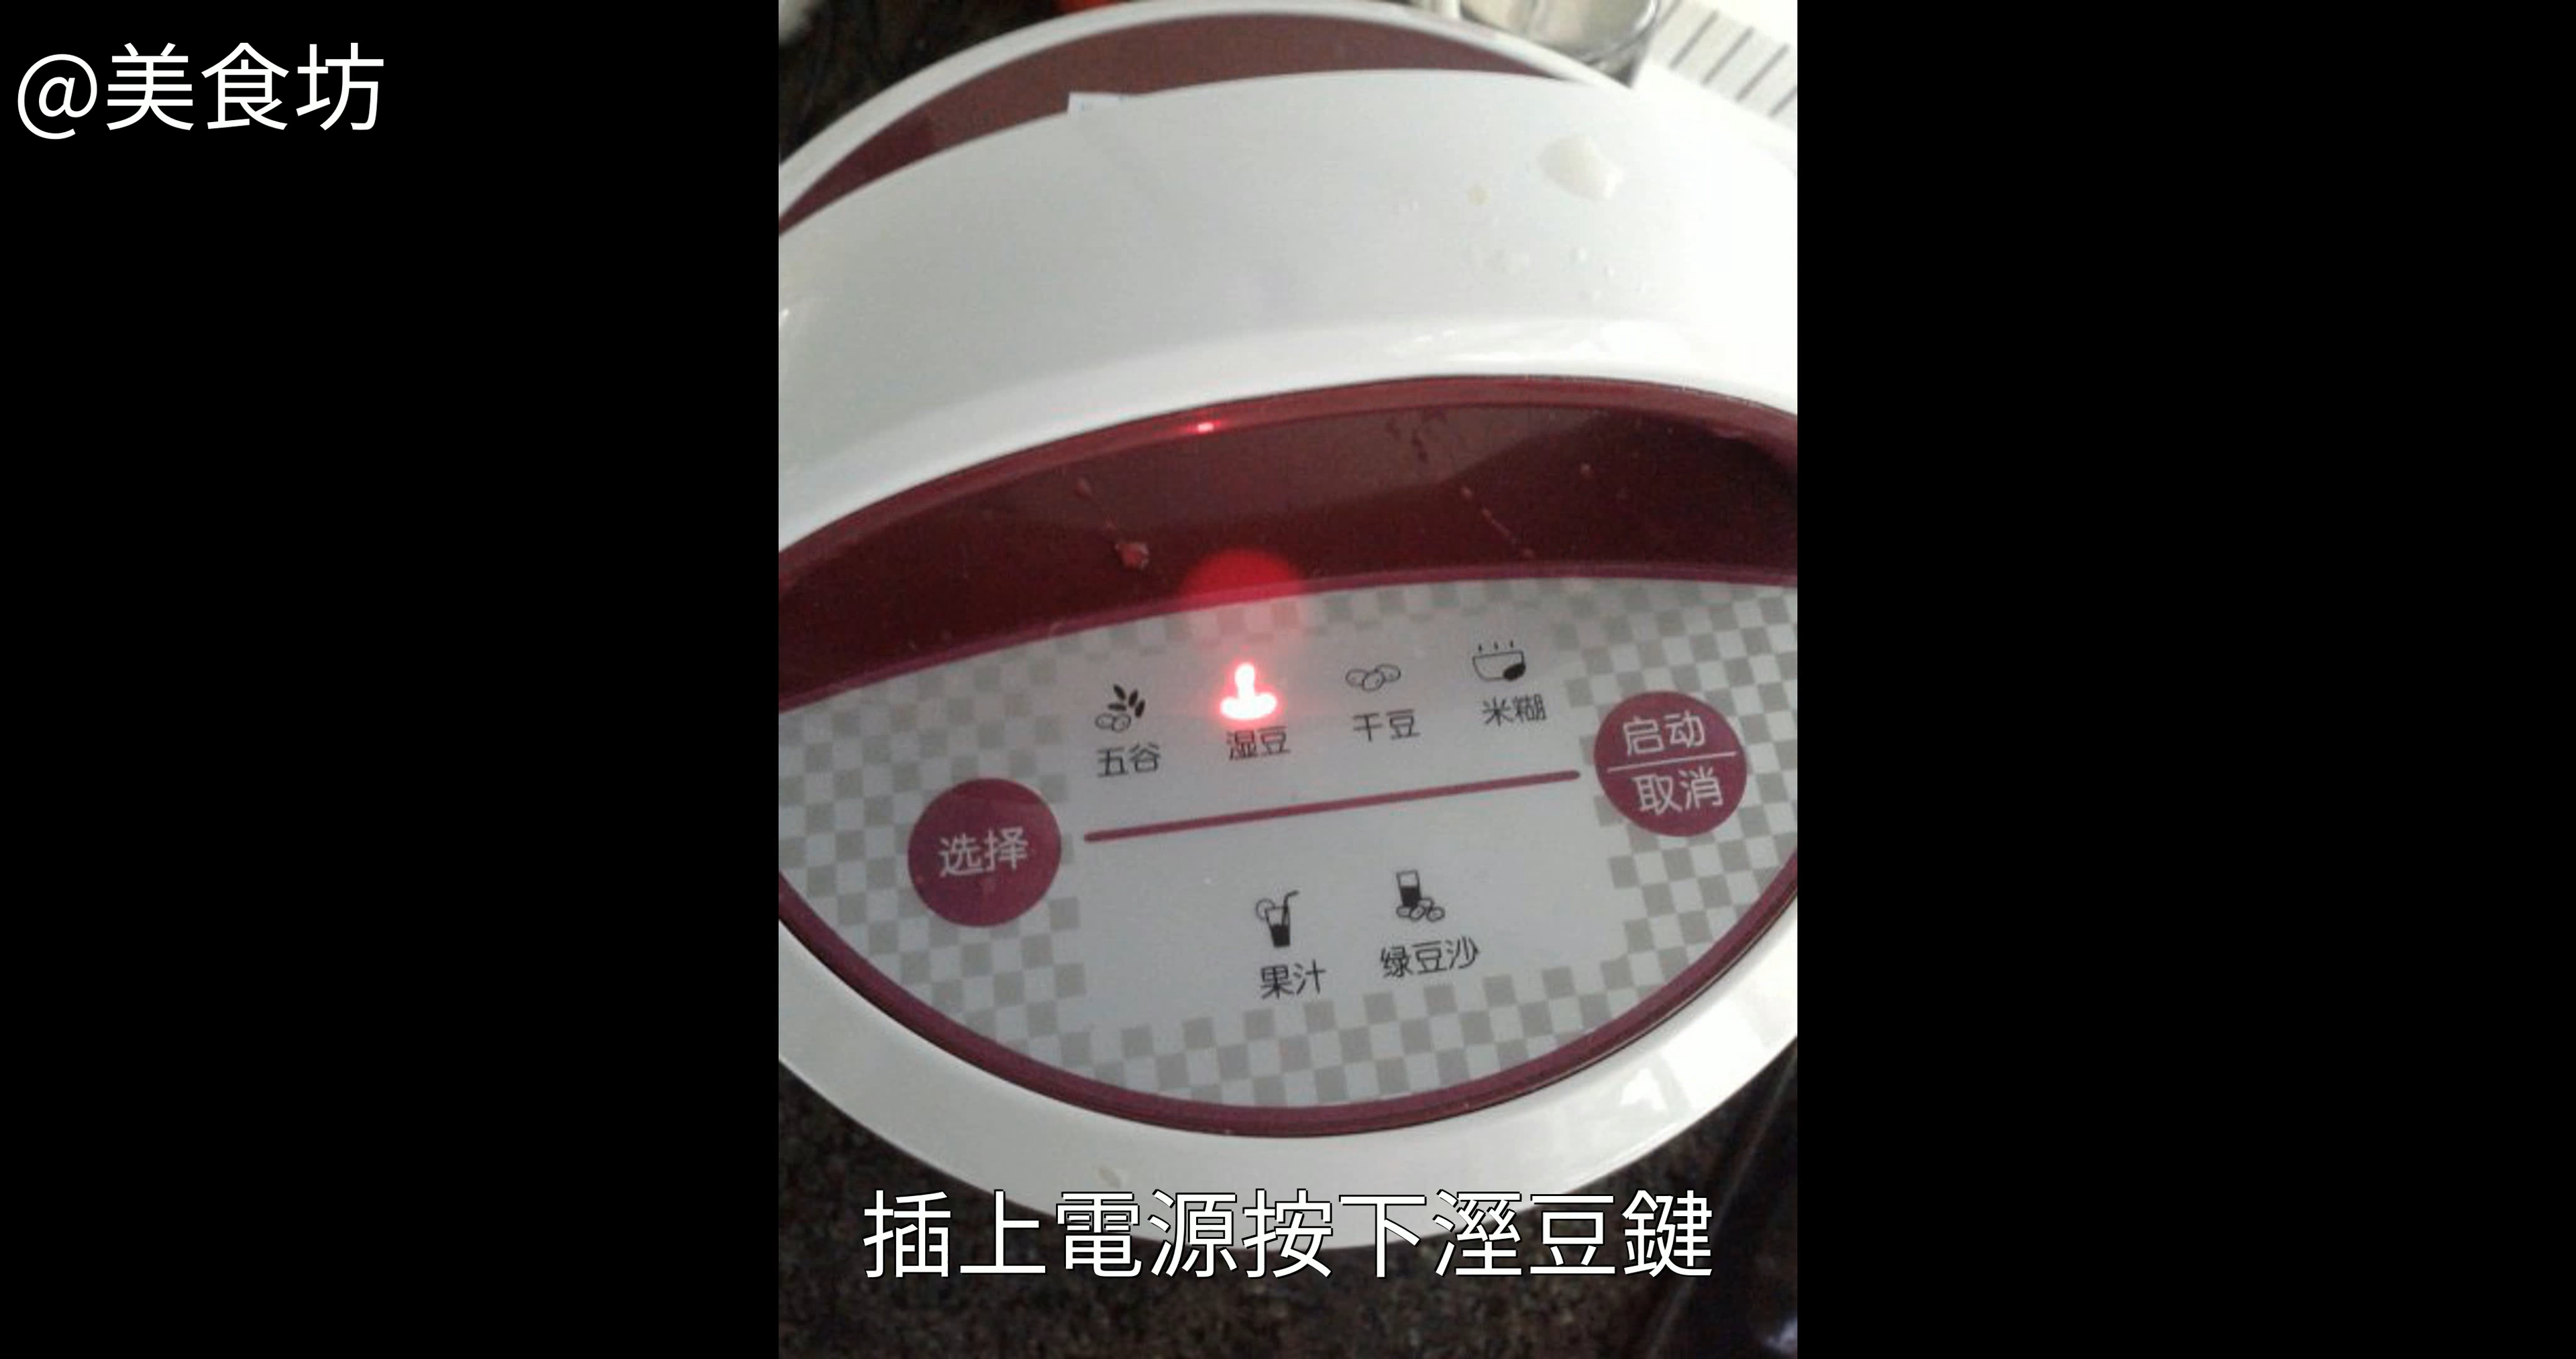 @美食坊
五谷
湿豆
干豆
米糊
启动
取消
选择
果汁
绿豆沙
插上電源按下溼豆鍵